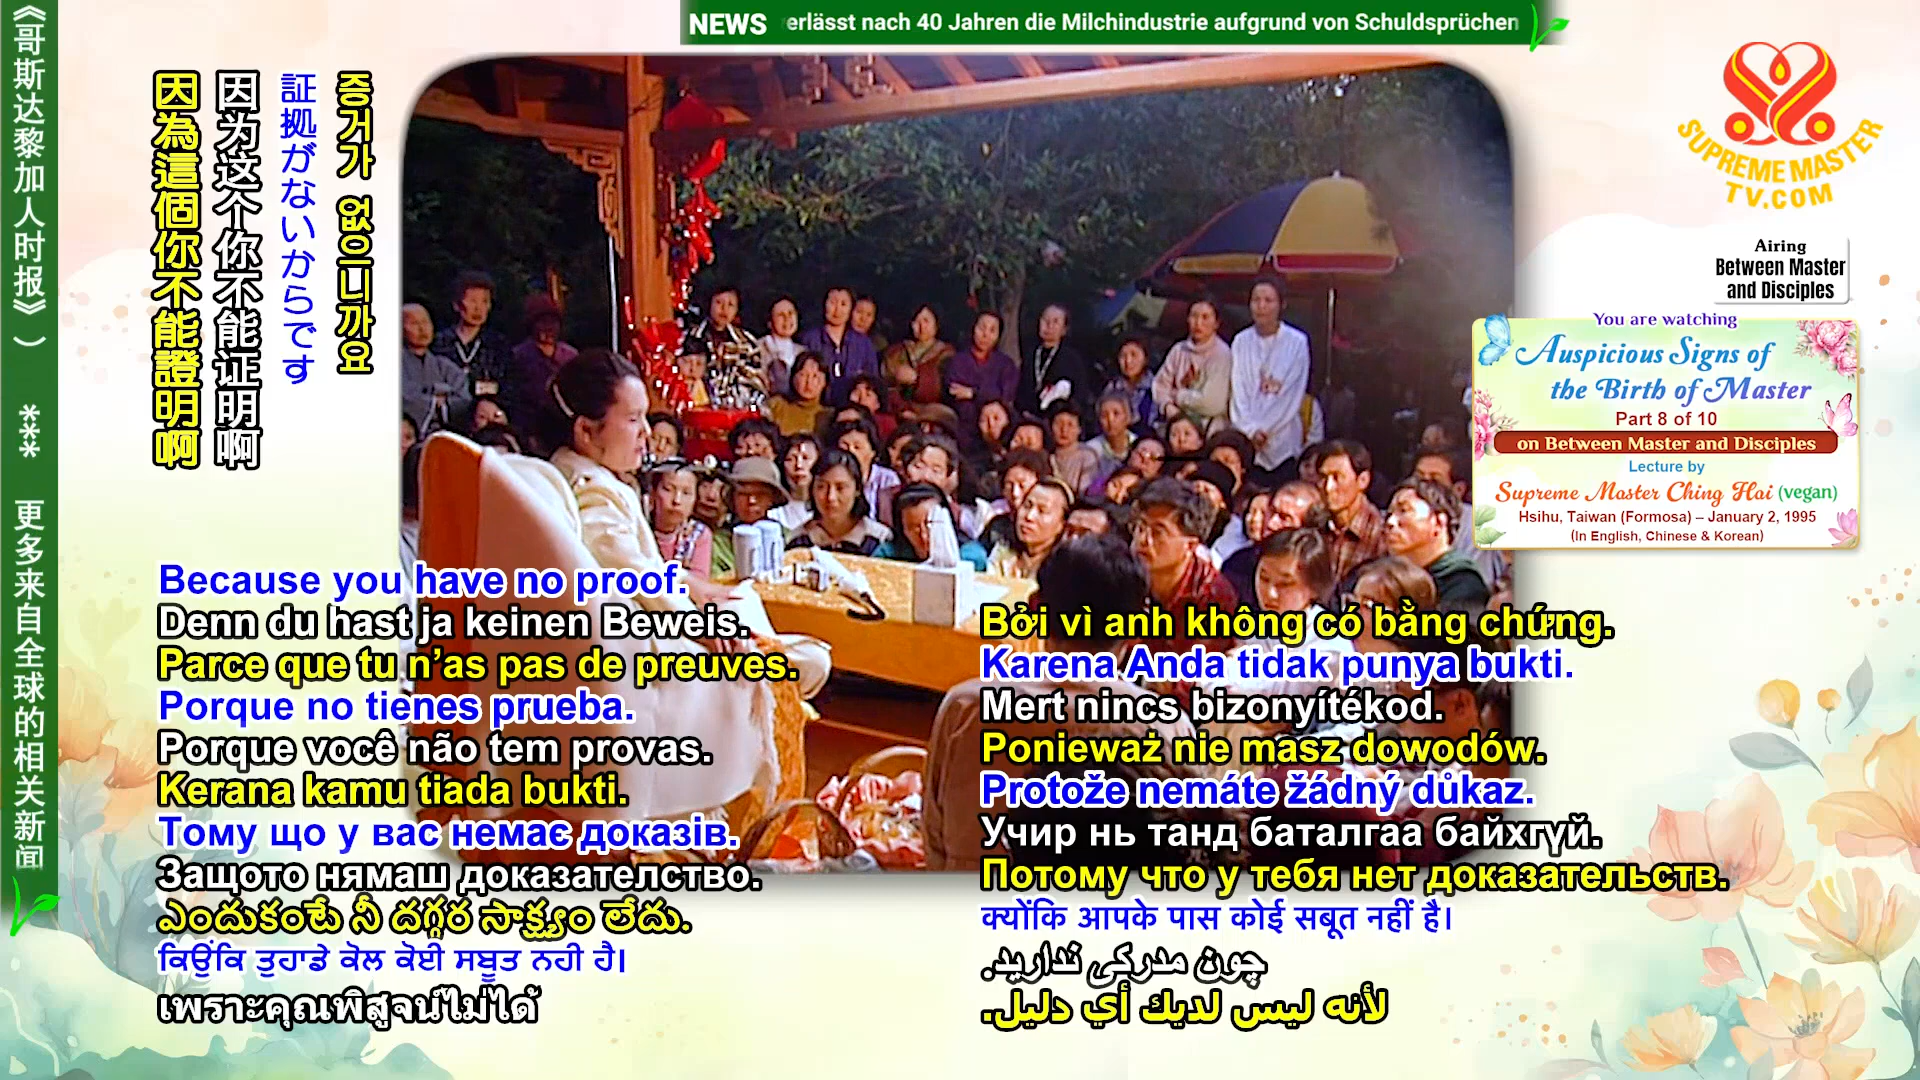 NEWS erlässt nach 40 Jahren die Milchindustrie aufgrund von Schuldsprüchen
《哥斯达黎加人时报》） *** 更多来自全球的相关新闻
因為這個你不能證明啊
因为这个你不能证明啊
証拠がないからです
증거가 없으니까요
SUPREME MASTER
TV.COM
Airing
Between Master
and Disciples
You are watching
Auspicious Signs of
the Birth of Master
Part 8 of 10
on Between Master and Disciples
Lecture by
Supreme Master Ching Hai (vegan)
Hsihu, Taiwan (Formosa) – January 2, 1995
(In English, Chinese & Korean)
Because you have no proof.
Denn du hast ja keinen Beweis.
Parce que tu n’as pas de preuves.
Porque no tienes prueba.
Porque você não tem provas.
Kerana kamu tiada bukti.
Тому що у вас немає доказів.
Защото нямаш доказателство.
ఎందుకంటే నీ దగ్గర సాక్ష్యం లేదు.
ਕਿਉਂਕਿ ਤੁਹਾਡੇ ਕੋਲ ਕੋਈ ਸਬੂਤ ਨਹੀ ਹੈ।
เพราะคุณพิสูจน์ไม่ได้
Bởi vì anh không có bằng chứng.
Karena Anda tidak punya bukti.
Mert nincs bizonyítékod.
Ponieważ nie masz dowodów.
Protože nemáte žádný důkaz.
Учир нь танд баталгаа байхгүй.
Потому что у тебя нет доказательств.
क्योंकि आपके पास कोई सबूत नहीं है।
چون مدرکی ندارید.
لأنه ليس لديك أي دليل.